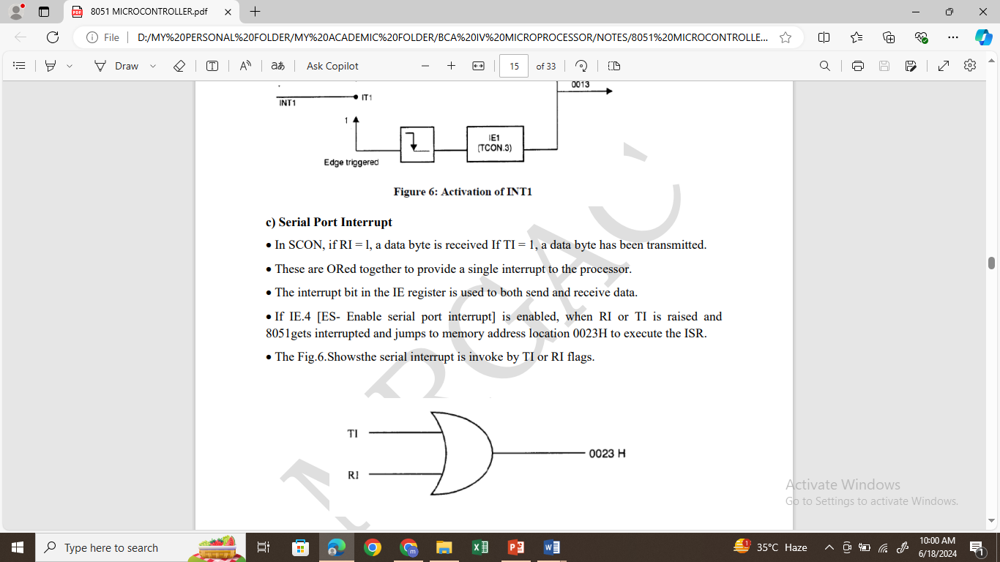 8051 MICROCONTROLLER.pdf
File
D:/MY%20PERSONAL%20FOLDER/MY%20ACADEMIC%20FOLDER/BCA%20IV%20MICROPROCESSOR/NOTES/8051%20MICROCONTROLLE...
Draw
Ask Copilot
15 of 33
0013
INT1
IT1
1
IE1
(TCON.3)
Edge triggered
Figure 6: Activation of INT1
c) Serial Port Interrupt
• In SCON, if RI = l, a data byte is received If TI = 1, a data byte has been transmitted.
• These are ORed together to provide a single interrupt to the processor.
• The interrupt bit in the IE register is used to both send and receive data.
• If IE.4 [ES- Enable serial port interrupt] is enabled, when RI or TI is raised and
8051gets interrupted and jumps to memory address location 0023H to execute the ISR.
• The Fig.6.Showsthe serial interrupt is invoke by TI or RI flags.
TI
RI
0023 H
Activate Windows
Go to Settings to activate Windows.
Type here to search
35°C Haze
10:00 AM
6/18/2024